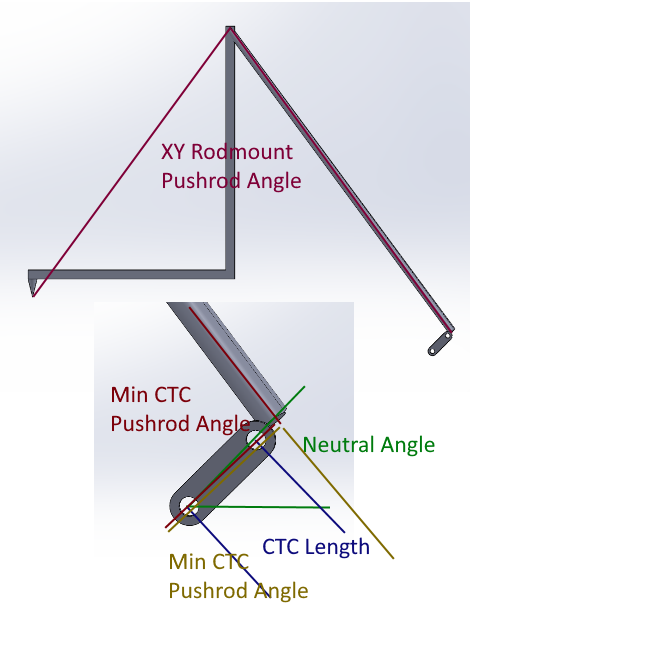 XY Rodmount
Pushrod Angle
Min CTC
Pushrod Angle
Neutral Angle
CTC Length
Min CTC
Pushrod Angle